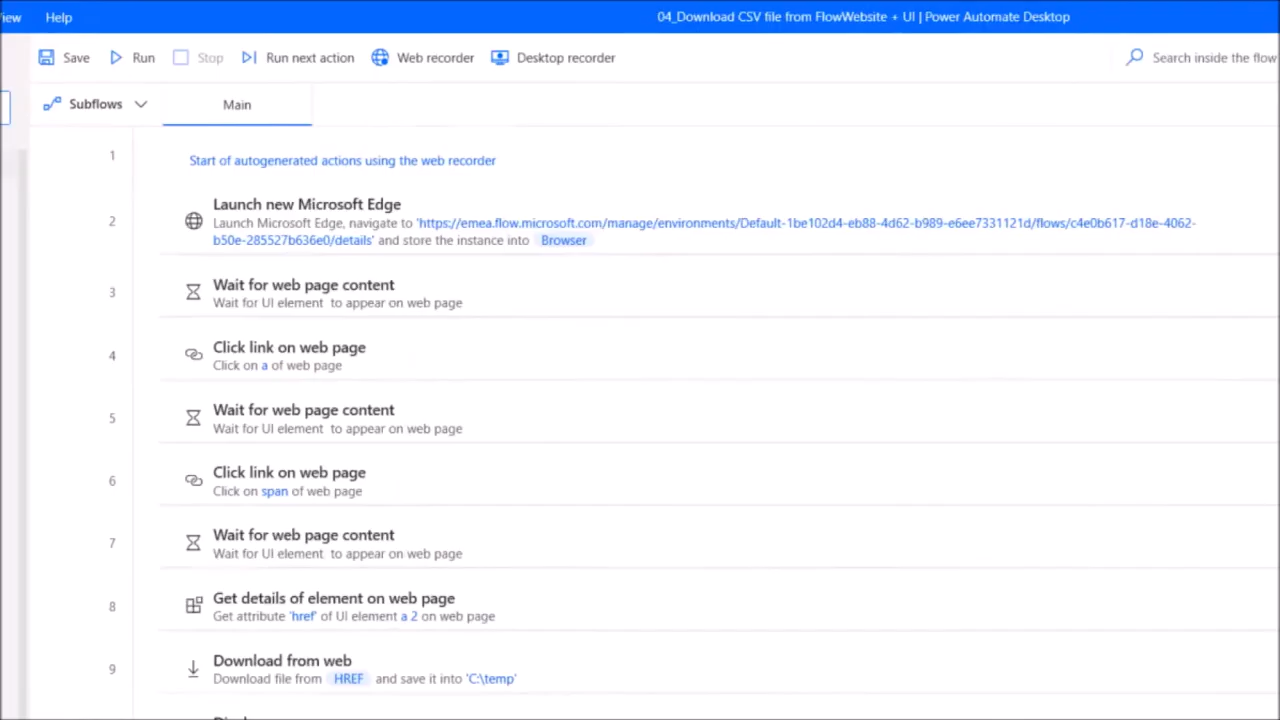 View Help 04_Download CSV file from FlowWebsite + UI | Power Automate Desktop
Save Run Stop Run next action Web recorder Desktop recorder Search inside the flow
Subflows Main
1 Start of autogenerated actions using the web recorder
Launch new Microsoft Edge
2 Launch Microsoft Edge, navigate to 'https://emea.flow.microsoft.com/manage/environments/Default-1be102d4-eb88-4d62-b989-e6ee7331121d/flows/c4e0b617-d18e-4062-
b50e-285527b636e0/details' and store the instance into Browser
Wait for web page content
3 Wait for UI element to appear on web page
Click link on web page
4 Click on a of web page
Wait for web page content
5 Wait for UI element to appear on web page
Click link on web page
6 Click on span of web page
Wait for web page content
7 Wait for UI element to appear on web page
Get details of element on web page
8 Get attribute 'href' of UI element a 2 on web page
Download from web
9 Download file from HREF and save it into 'C:\temp'